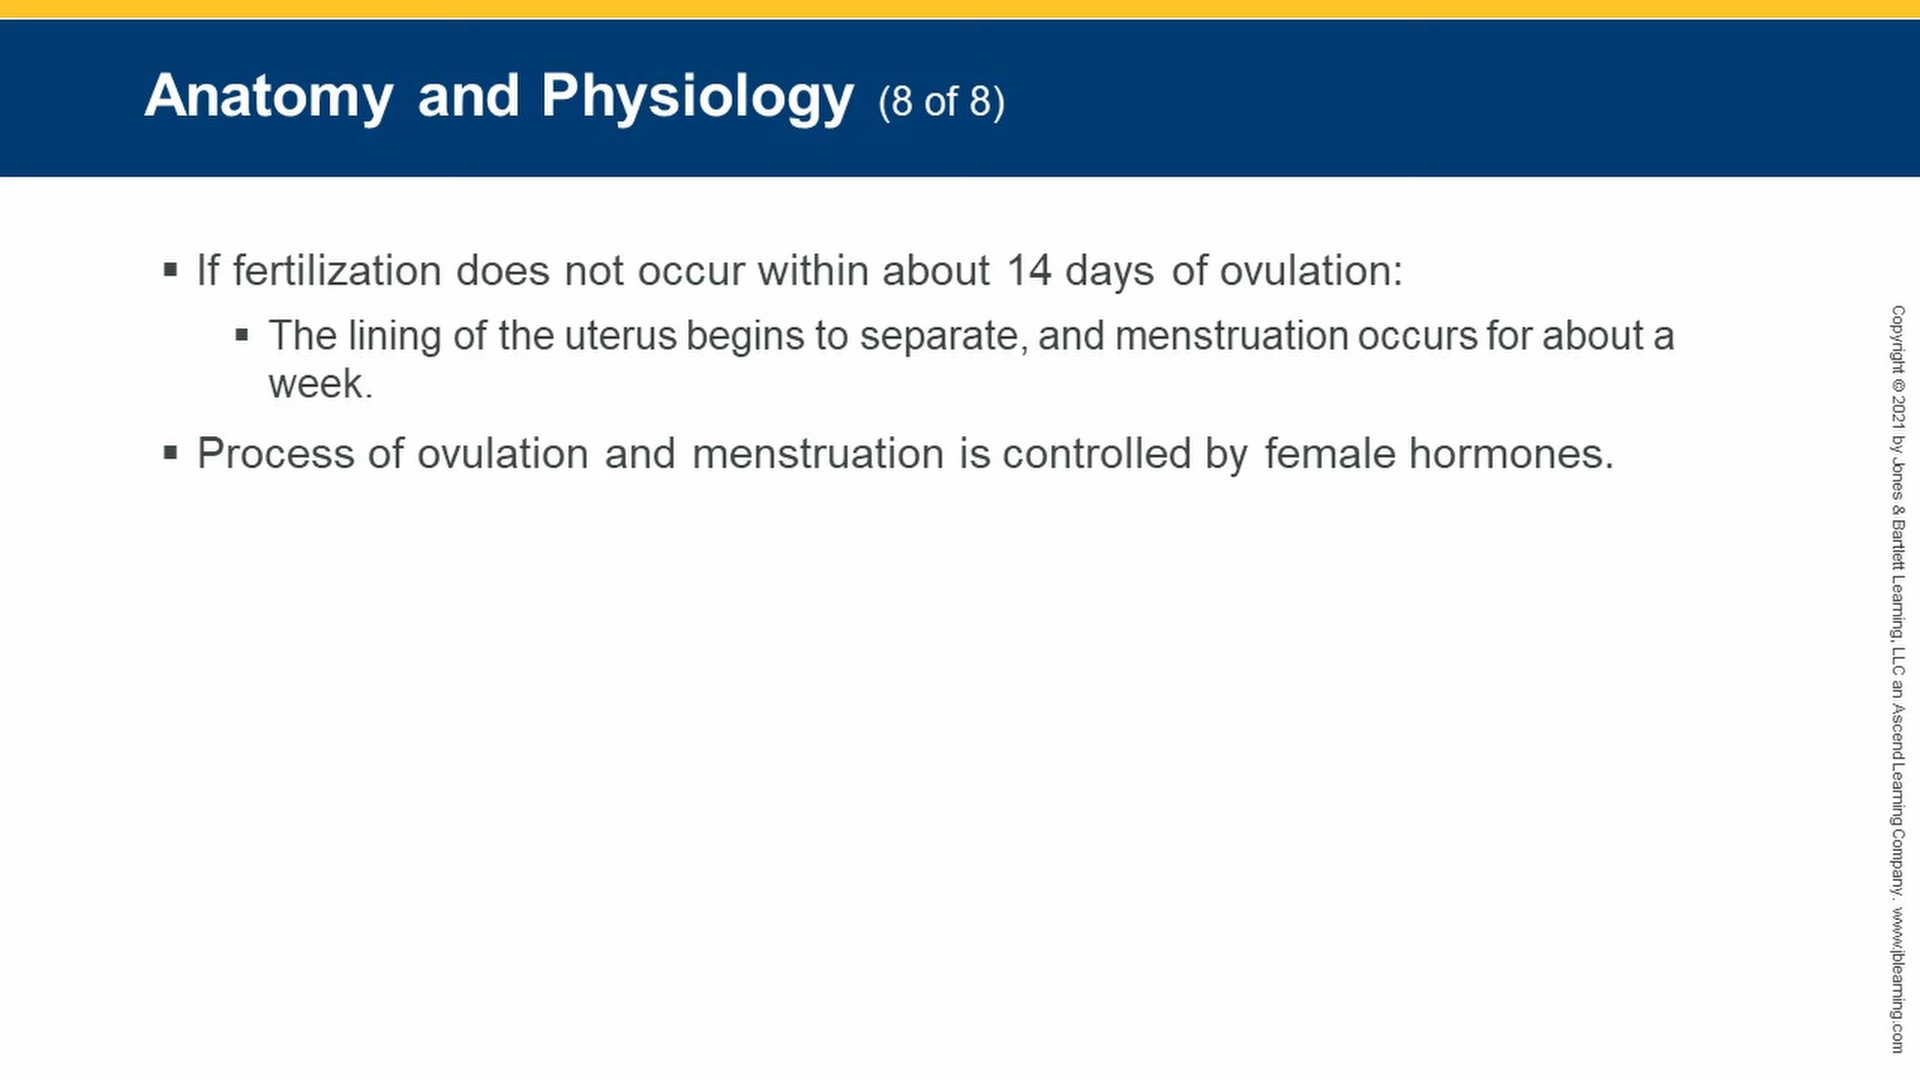 Anatomy and Physiology (8 of 8)
▪ If fertilization does not occur within about 14 days of ovulation:
▪ The lining of the uterus begins to separate, and menstruation occurs for about a
week.
▪ Process of ovulation and menstruation is controlled by female hormones.
Copyright © 2021 by Jones & Bartlett Learning, LLC an Ascend Learning Company. www.jblearning.com